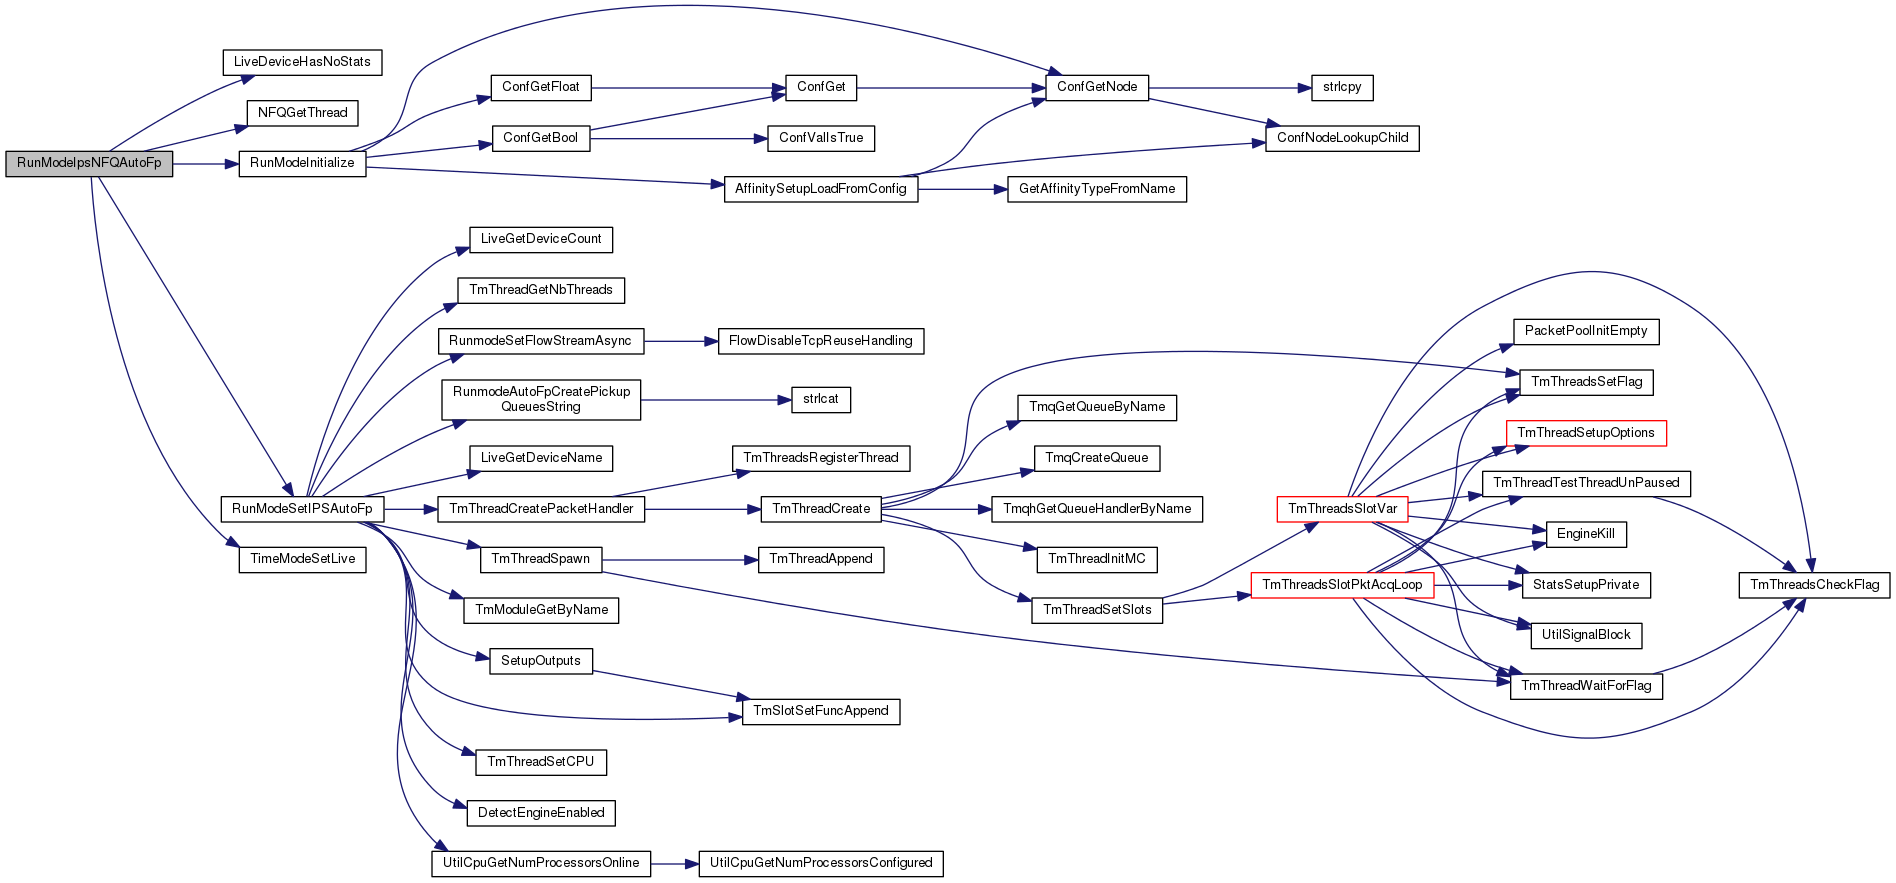 RunModeIpsNFQAutoFp
LiveDeviceHasNoStats
NFQGetThread
RunModeInitialize
RunModeSetIPSAutoFp
TimeModeSetLive
ConfGetFloat
ConfGetBool
ConfGet
ConfValIsTrue
AffinitySetupLoadFromConfig
ConfGetNode
strlcpy
ConfNodeLookupChild
GetAffinityTypeFromName
LiveGetDeviceCount
TmThreadGetNbThreads
RunmodeSetFlowStreamAsync
FlowDisableTcpReuseHandling
RunmodeAutoFpCreatePickup
QueuesString
strlcat
LiveGetDeviceName
TmThreadCreatePacketHandler
TmThreadsRegisterThread
TmThreadCreate
TmThreadSpawn
TmThreadAppend
TmModuleGetByName
SetupOutputs
TmSlotSetFuncAppend
TmThreadSetCPU
DetectEngineEnabled
UtilCpuGetNumProcessorsOnline
UtilCpuGetNumProcessorsConfigured
TmqGetQueueByName
TmqCreateQueue
TmqhGetQueueHandlerByName
TmThreadInitMC
TmThreadSetSlots
TmThreadsSlotVar
TmThreadsSlotPktAcqLoop
PacketPoolInitEmpty
TmThreadsSetFlag
TmThreadSetupOptions
TmThreadTestThreadUnPaused
EngineKill
StatsSetupPrivate
UtilSignalBlock
TmThreadWaitForFlag
TmThreadsCheckFlag